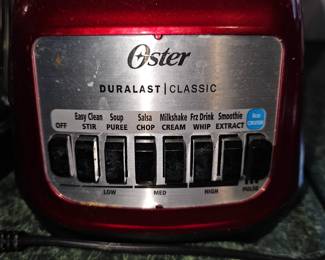 Oster
DURALAST | CLASSIC
Easy Clean Soup Salsa Milkshake Frz Drink Smoothie
OFF STIR PUREE CHOP CREAM WHIP EXTRACT
LOW MED HIGH PULSE